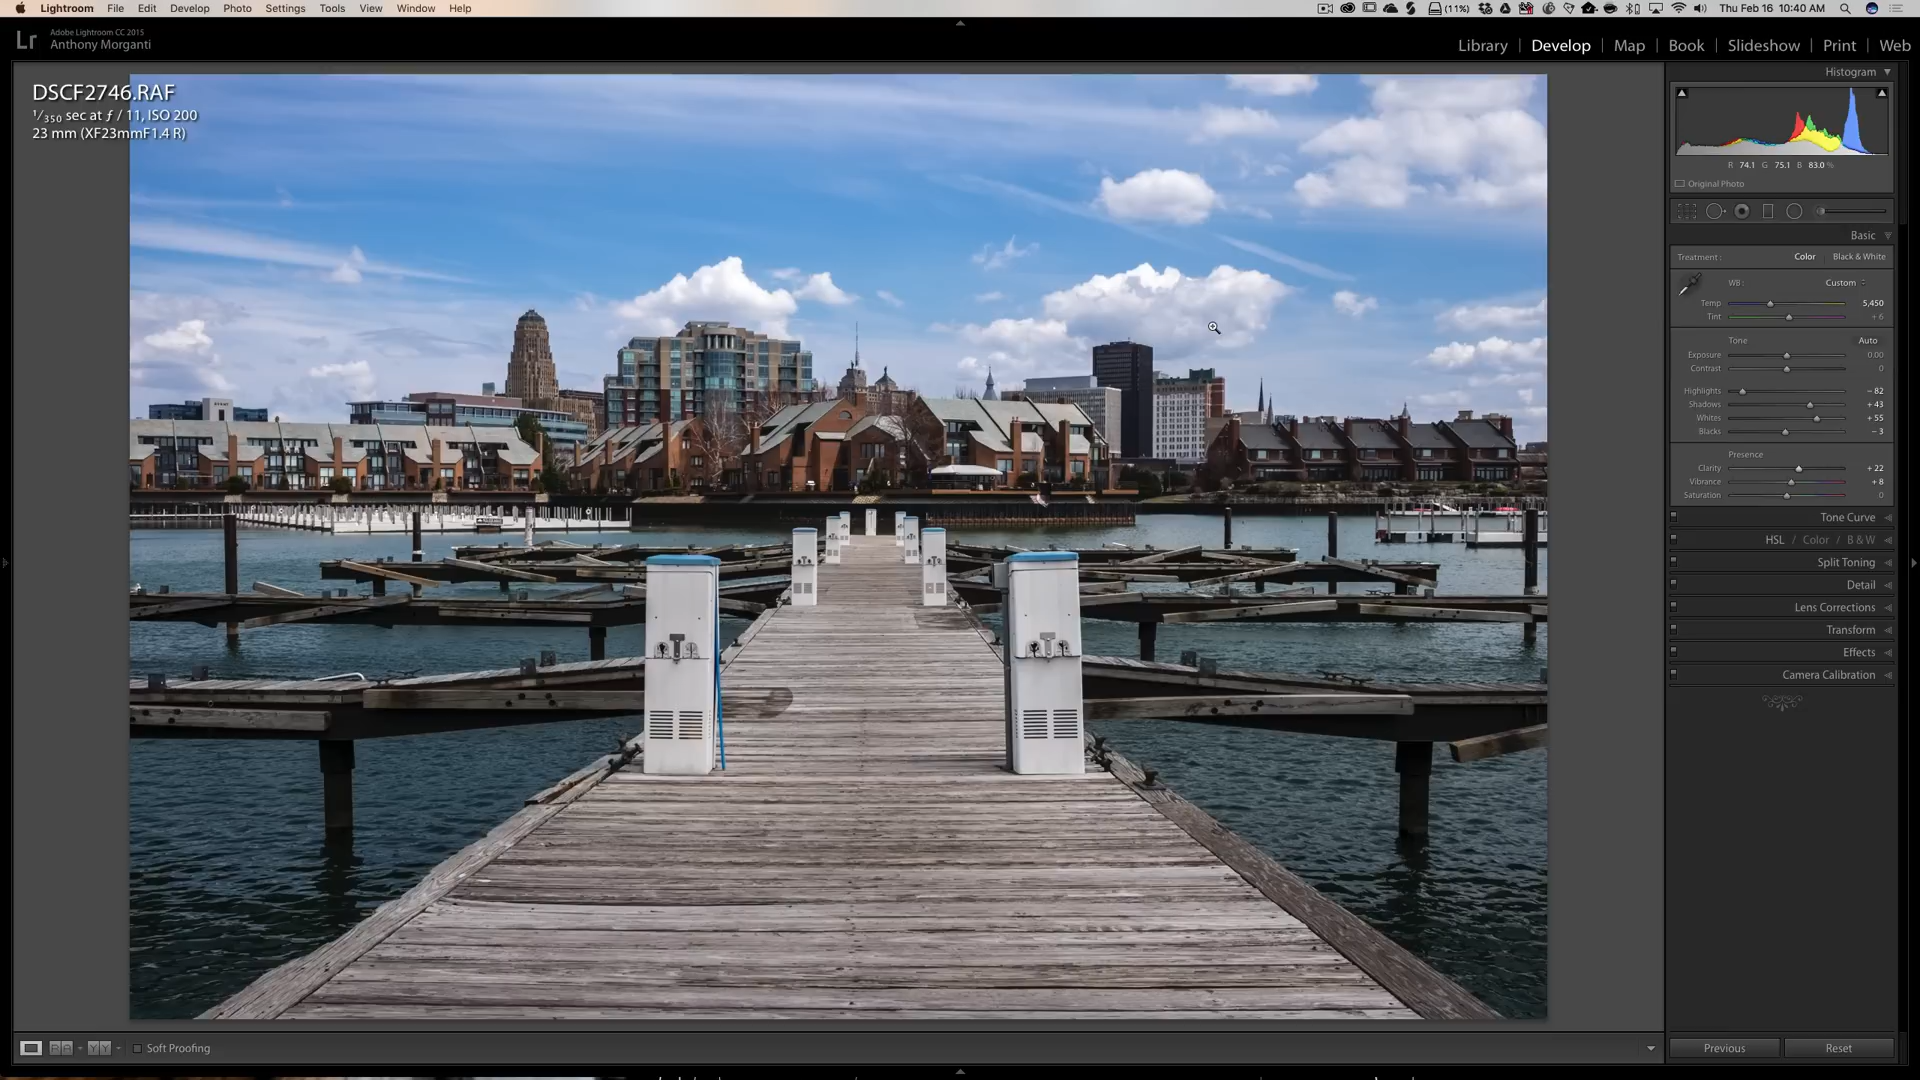 Lightroom File Edit Develop Photo Settings Tools View Window Help (11%) Thu Feb 16 10:40 AM
Lr Adobe Lightroom CC 2015
Anthony Morganti
Library | Develop | Map | Book | Slideshow | Print | Web
DSCF2746.RAF
1/350 sec at ƒ / 11, ISO 200
23 mm (XF23mmF1.4 R)
Histogram
R 74.1 G 75.1 B 83.0 %
Original Photo
Basic
Treatment : Color Black & White
WB : Custom
Temp 5,450
Tint + 6
Tone Auto
Exposure 0.00
Contrast 0
Highlights − 82
Shadows + 43
Whites + 55
Blacks − 3
Presence
Clarity + 22
Vibrance + 8
Saturation 0
Tone Curve
HSL / Color / B & W
Split Toning
Detail
Lens Corrections
Transform
Effects
Camera Calibration
Soft Proofing
Previous Reset